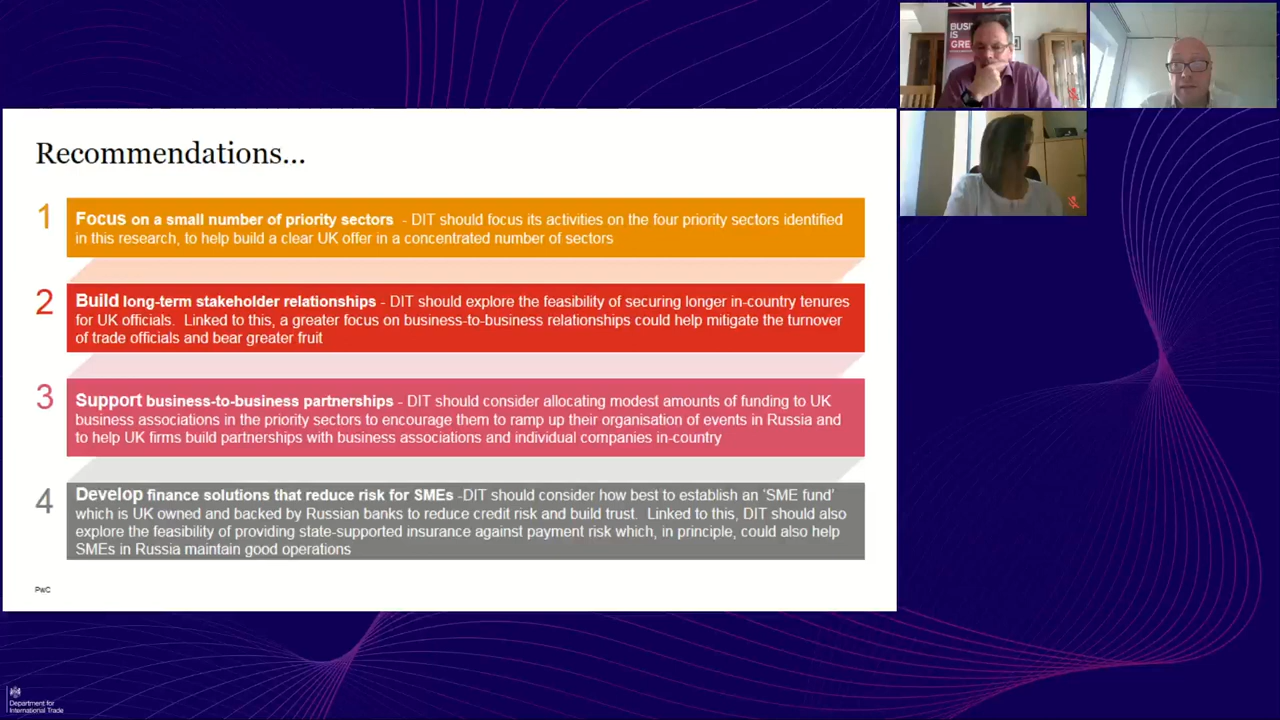 Recommendations...
1
Focus on a small number of priority sectors - DIT should focus its activities on the four priority sectors identified
in this research, to help build a clear UK offer in a concentrated number of sectors
2
Build long-term stakeholder relationships - DIT should explore the feasibility of securing longer in-country tenures
for UK officials. Linked to this, a greater focus on business-to-business relationships could help mitigate the turnover
of trade officials and bear greater fruit
3
Support business-to-business partnerships - DIT should consider allocating modest amounts of funding to UK
business associations in the priority sectors to encourage them to ramp up their organisation of events in Russia and
to help UK firms build partnerships with business associations and individual companies in-country
4
Develop finance solutions that reduce risk for SMEs -DIT should consider how best to establish an 'SME fund'
which is UK owned and backed by Russian banks to reduce credit risk and build trust. Linked to this, DIT should also
explore the feasibility of providing state-supported insurance against payment risk which, in principle, could also help
SMEs in Russia maintain good operations
PwC
IS
Department for
International Trade